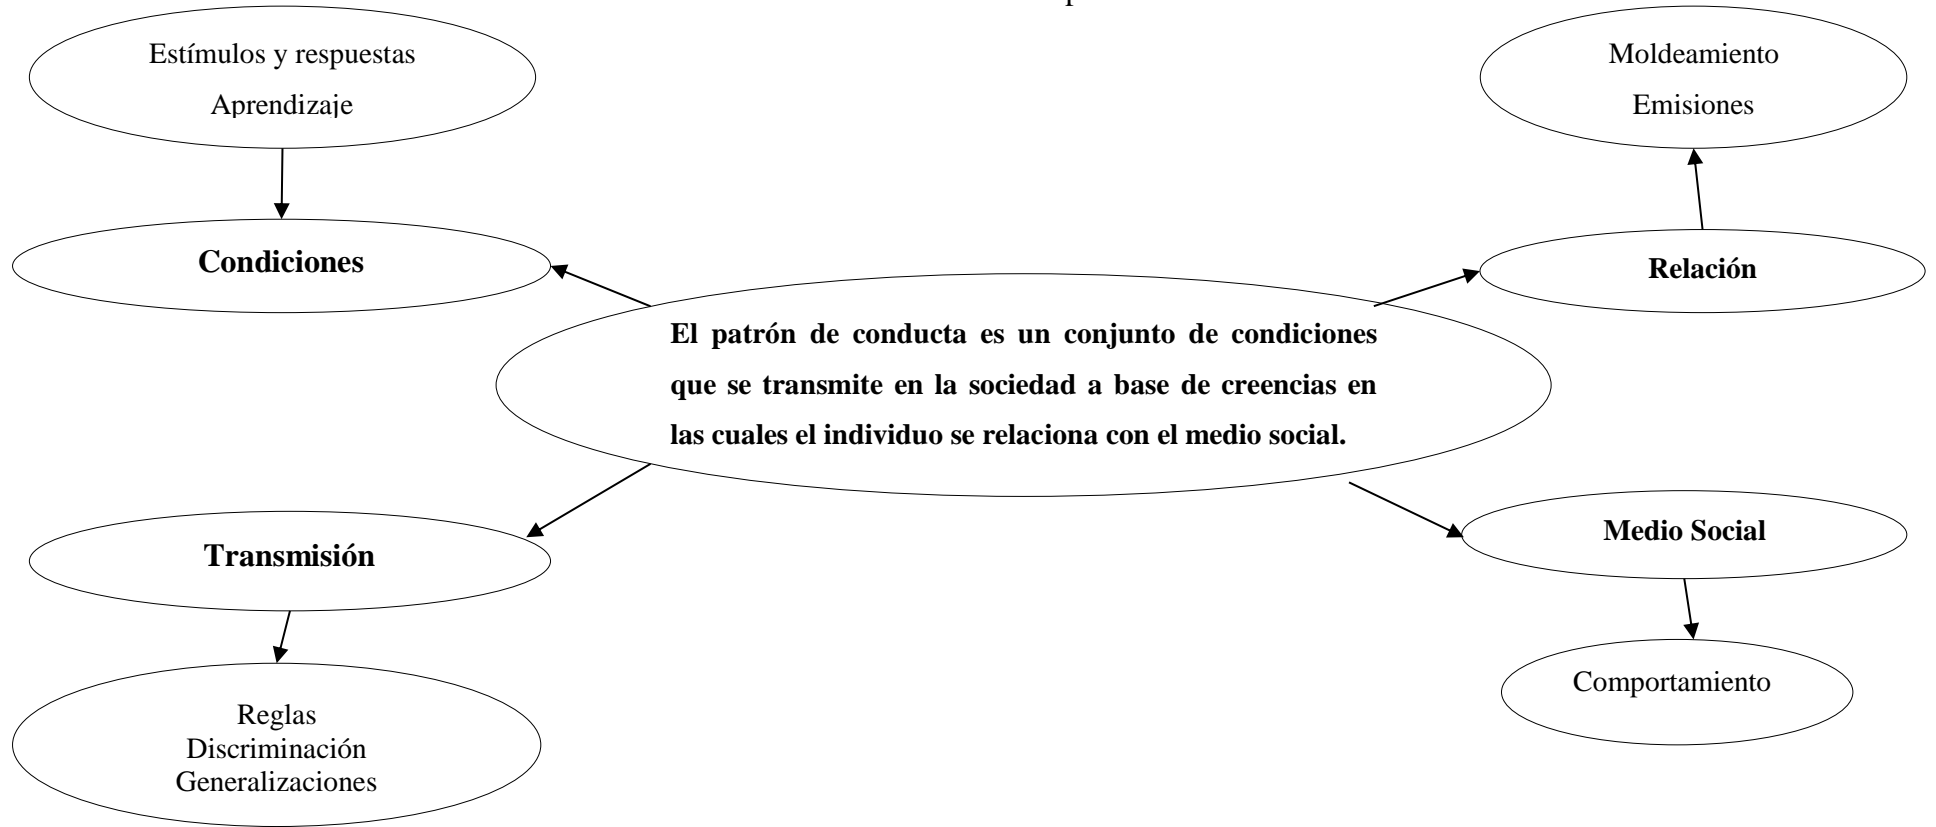 Estímulos y respuestas
Aprendizaje
Moldeamiento
Emisiones
Condiciones
Relación
El patrón de conducta es un conjunto de condiciones
que se transmite en la sociedad a base de creencias en
las cuales el individuo se relaciona con el medio social.
Transmisión
Medio Social
Reglas
Discriminación
Generalizaciones
Comportamiento